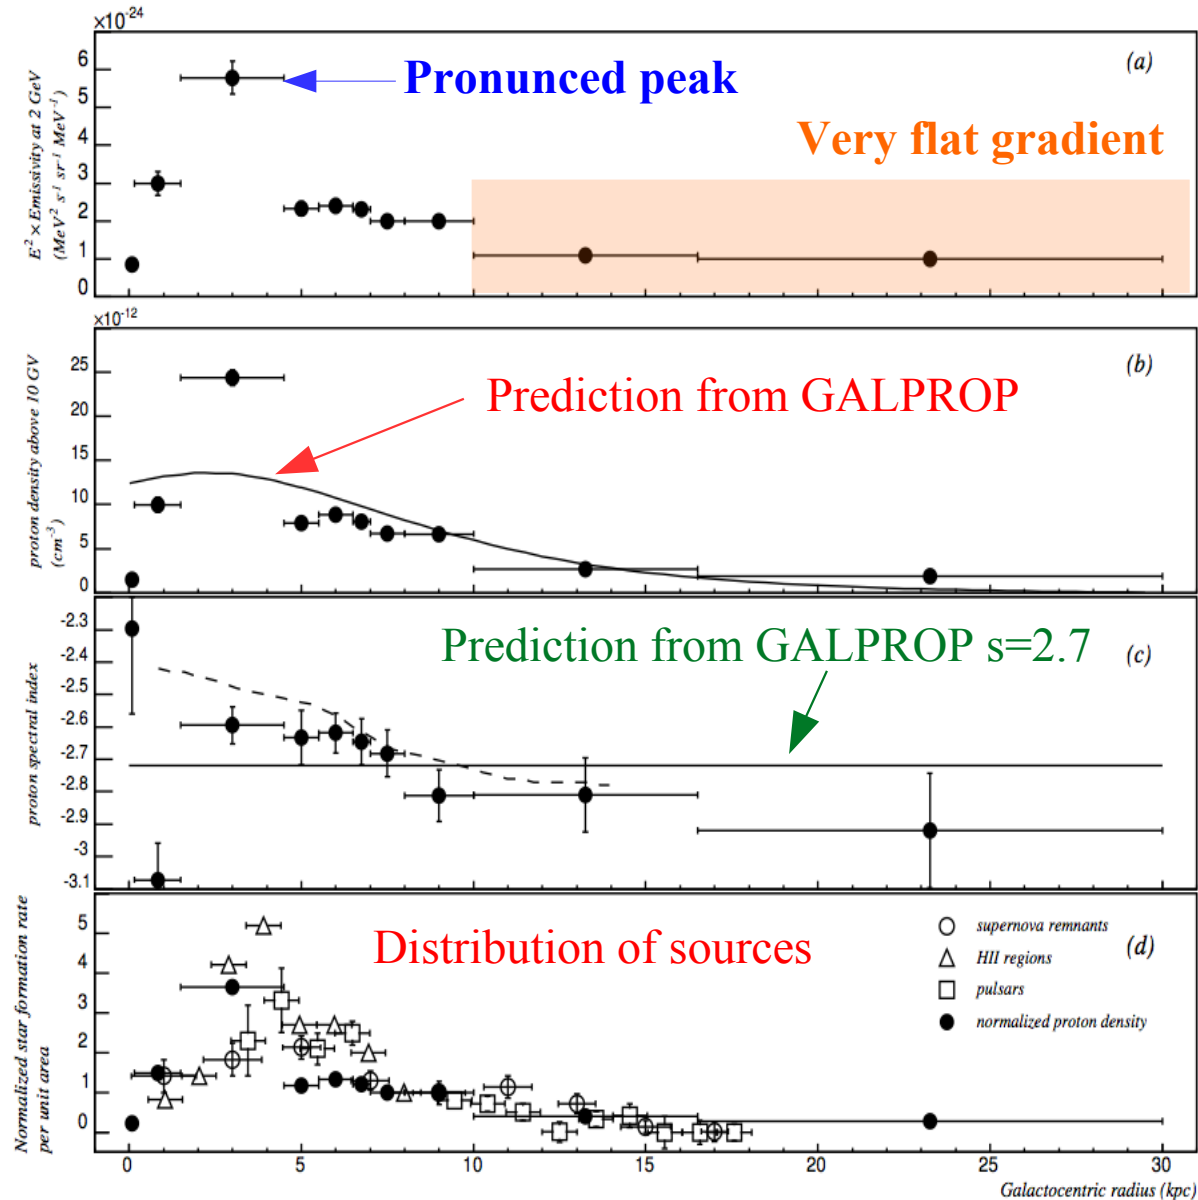 ×10-24
(a)
Pronunced peak
Very flat gradient
E2 ×Emissivity at 2 GeV
(MeV2 s-1 sr-1 MeV-1)
6
5
4
3
2
1
0
×10-12
(b)
Prediction from GALPROP
proton density above 10 GV
(cm-3)
25
20
15
10
5
0
Prediction from GALPROP s=2.7
(c)
proton spectral index
-2.3
-2.4
-2.5
-2.6
-2.7
-2.8
-2.9
-3
-3.1
Distribution of sources
(d)
supernova remnants
HII regions
pulsars
normalized proton density
Normalized star formation rate
per unit area
5
4
3
2
1
0
0 5 10 15 20 25 30
Galactocentric radius (kpc)